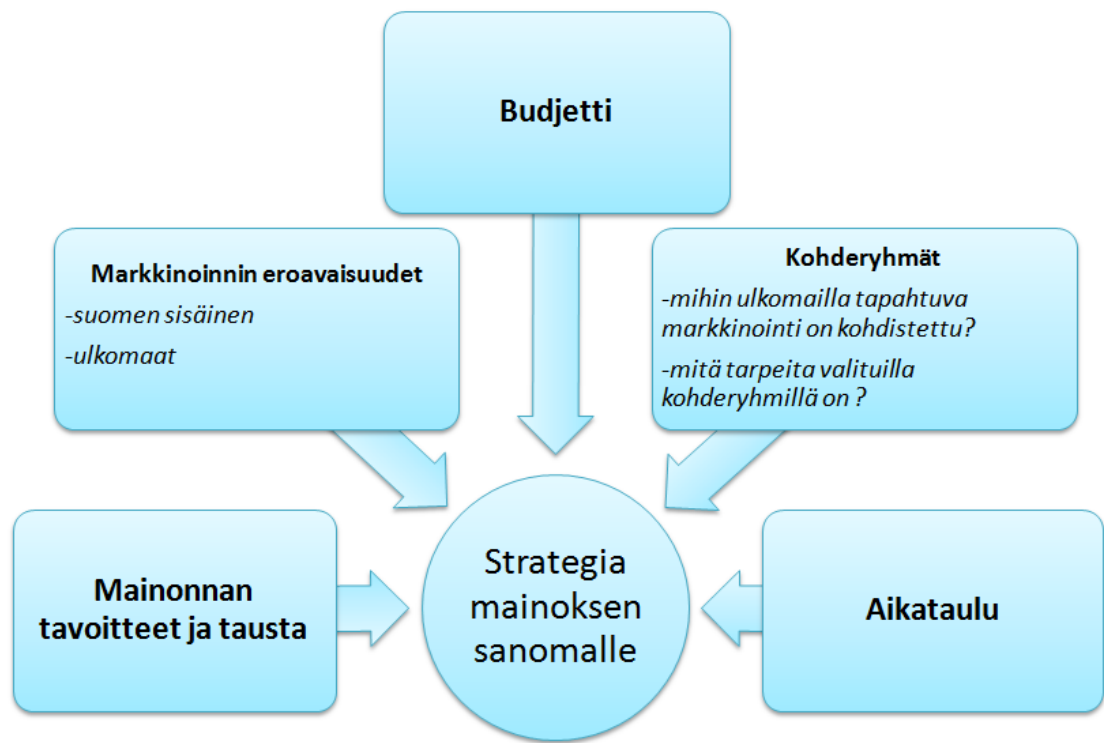 Budjetti
Markkinoinnin eroavaisuudet
-suomen sisäinen
-ulkomaat
Kohderyhmät
-mihin ulkomailla tapahtuva
markkinointi on kohdistettu?
-mitä tarpeita valituilla
kohderyhmillä on ?
Mainonnan
tavoitteet ja tausta
Strategia
mainoksen
sanomalle
Aikataulu